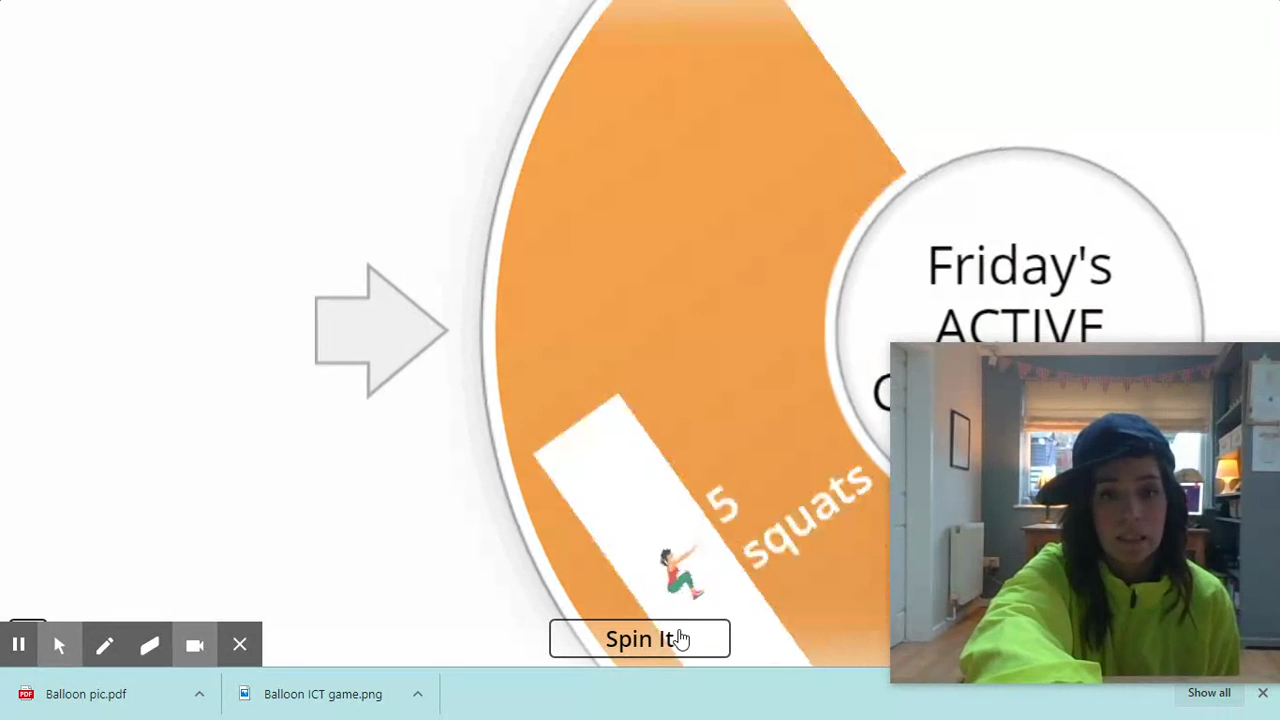 Friday's
ACTIVE
5
squats
Spin It
Balloon pic.pdf
Balloon ICT game.png
Show all